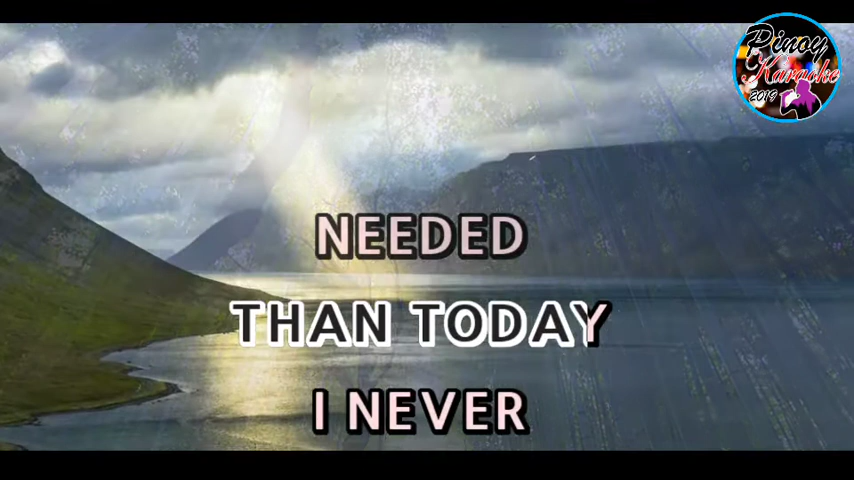 Pinoy
Karaoke
2019
NEEDED
THAN TODAY
I NEVER